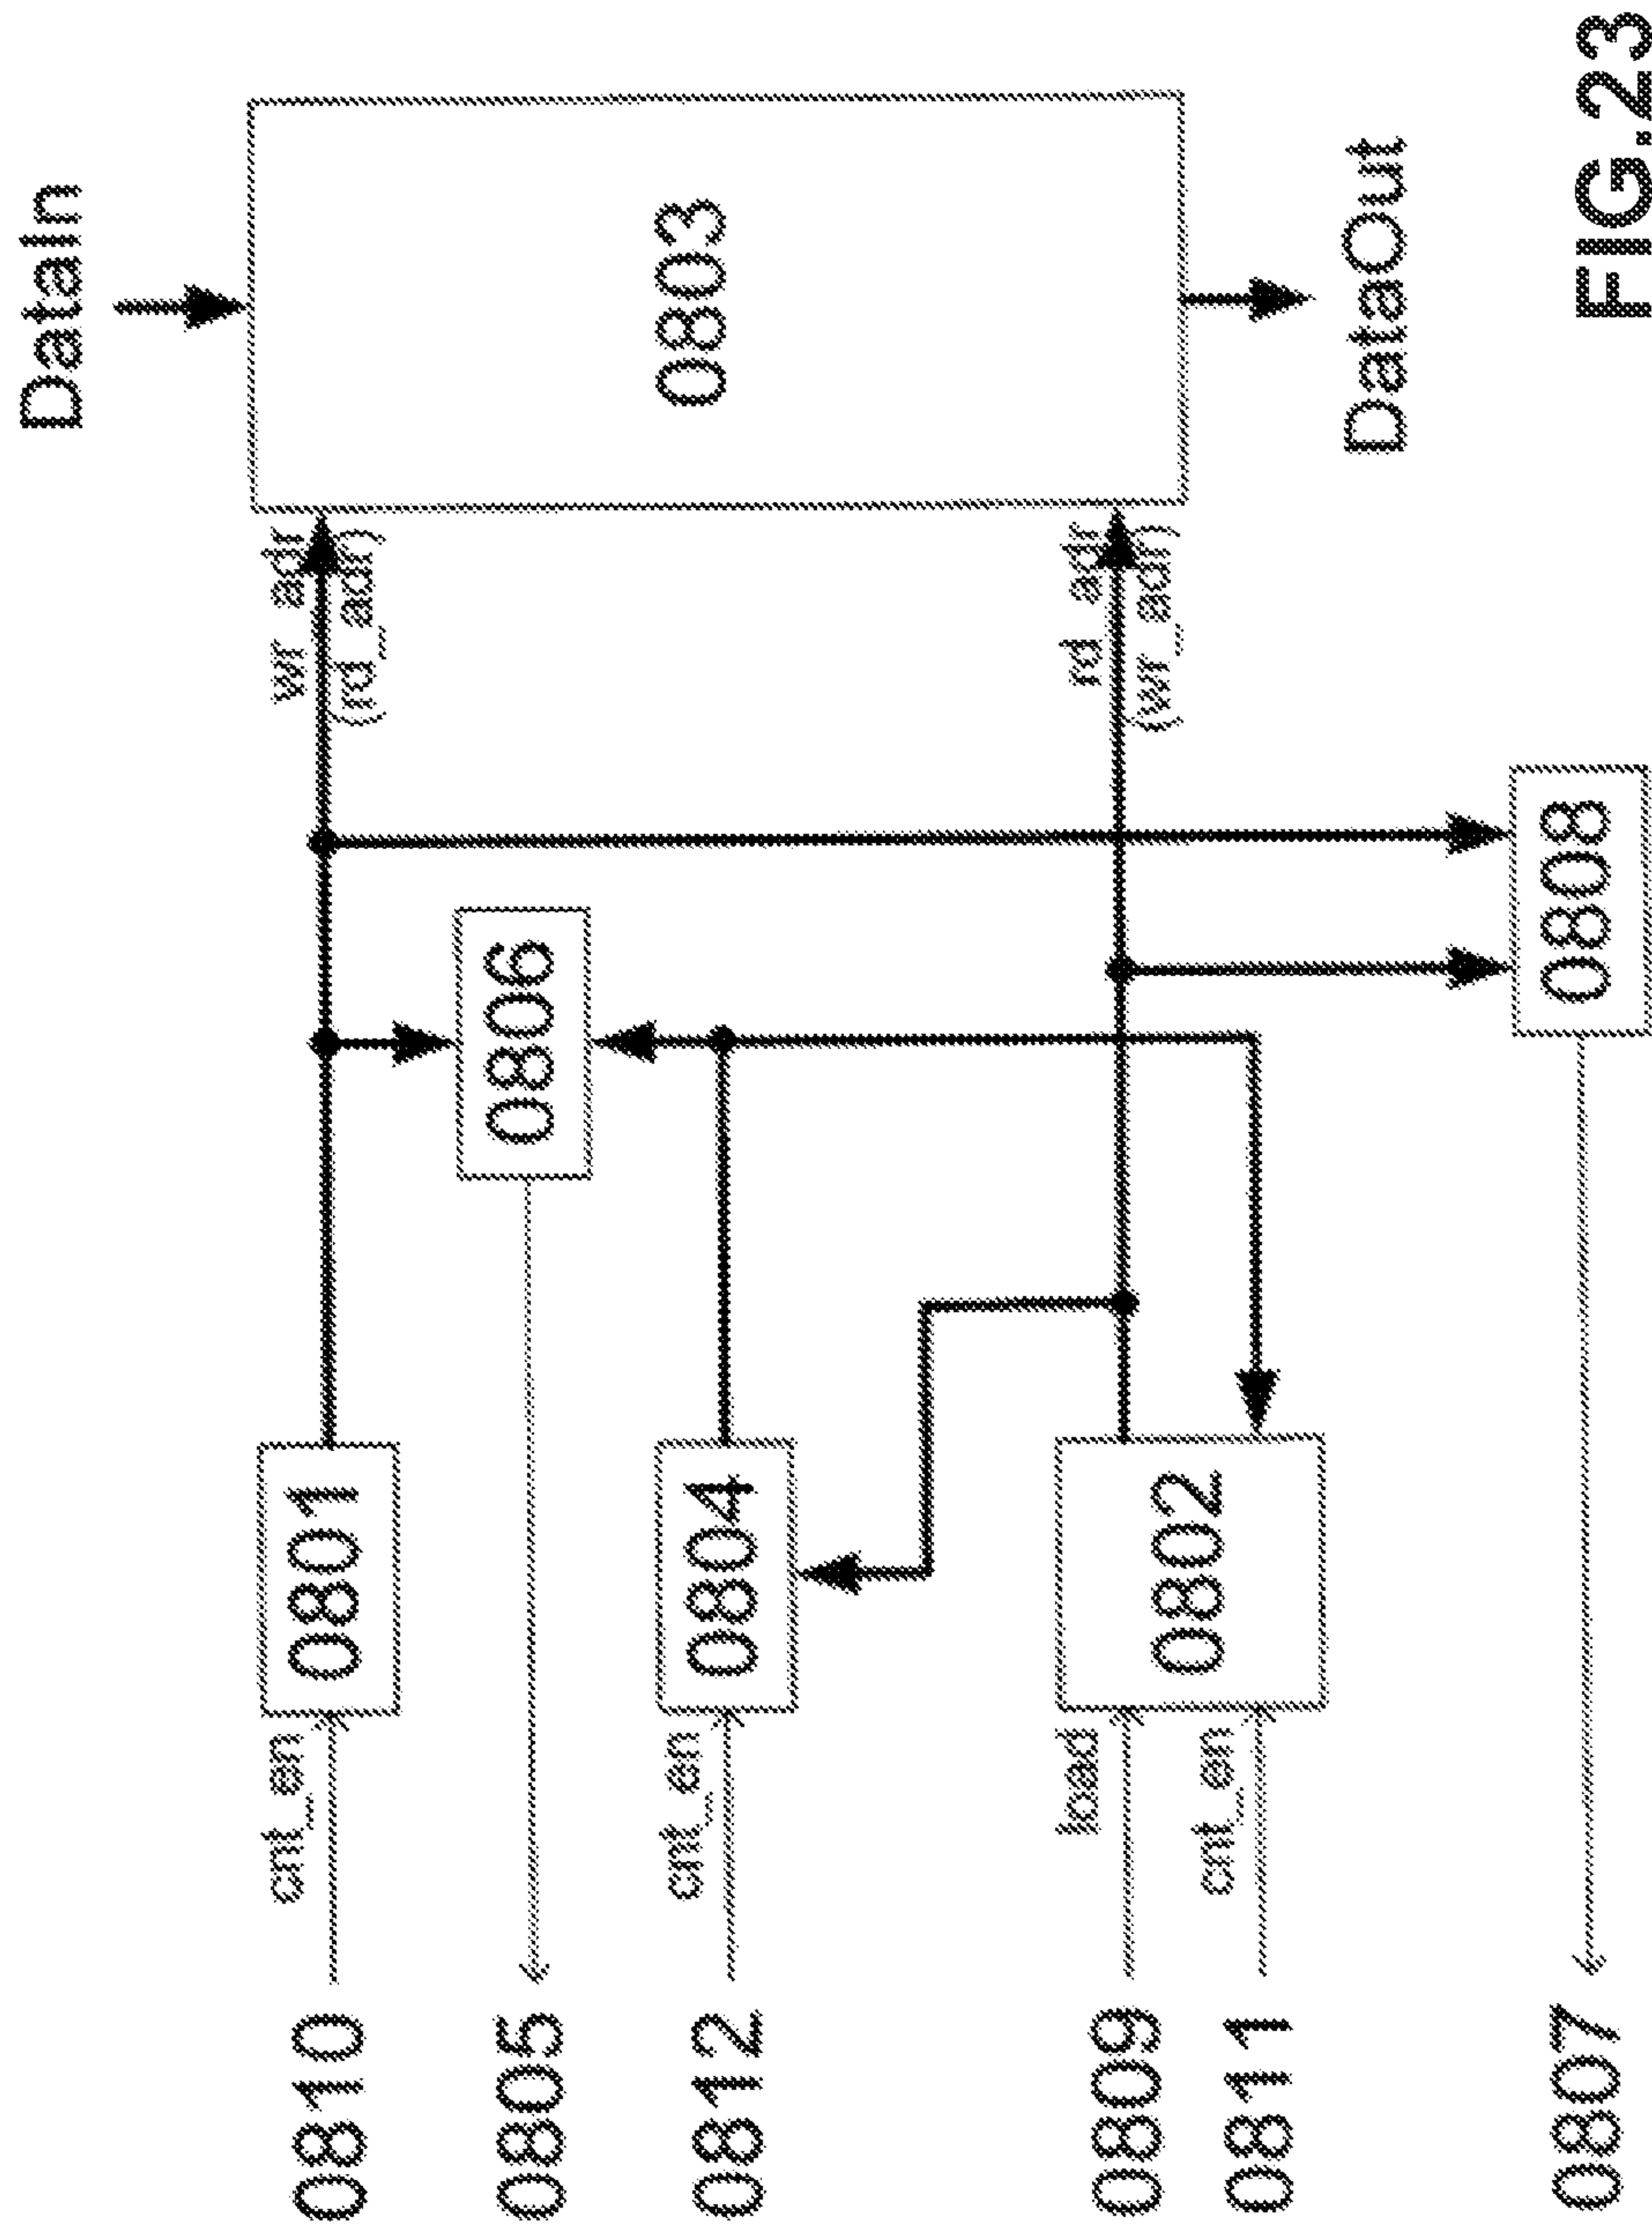 DataIn
0810
cnt_en
0801
wr_adr
(rd_adr)
0803
0805
0806
0812
cnt_en
0804
0809
load
0802
rd_adr
(wr_adr)
0811
cnt_en
DataOut
0807
0808
FIG.23